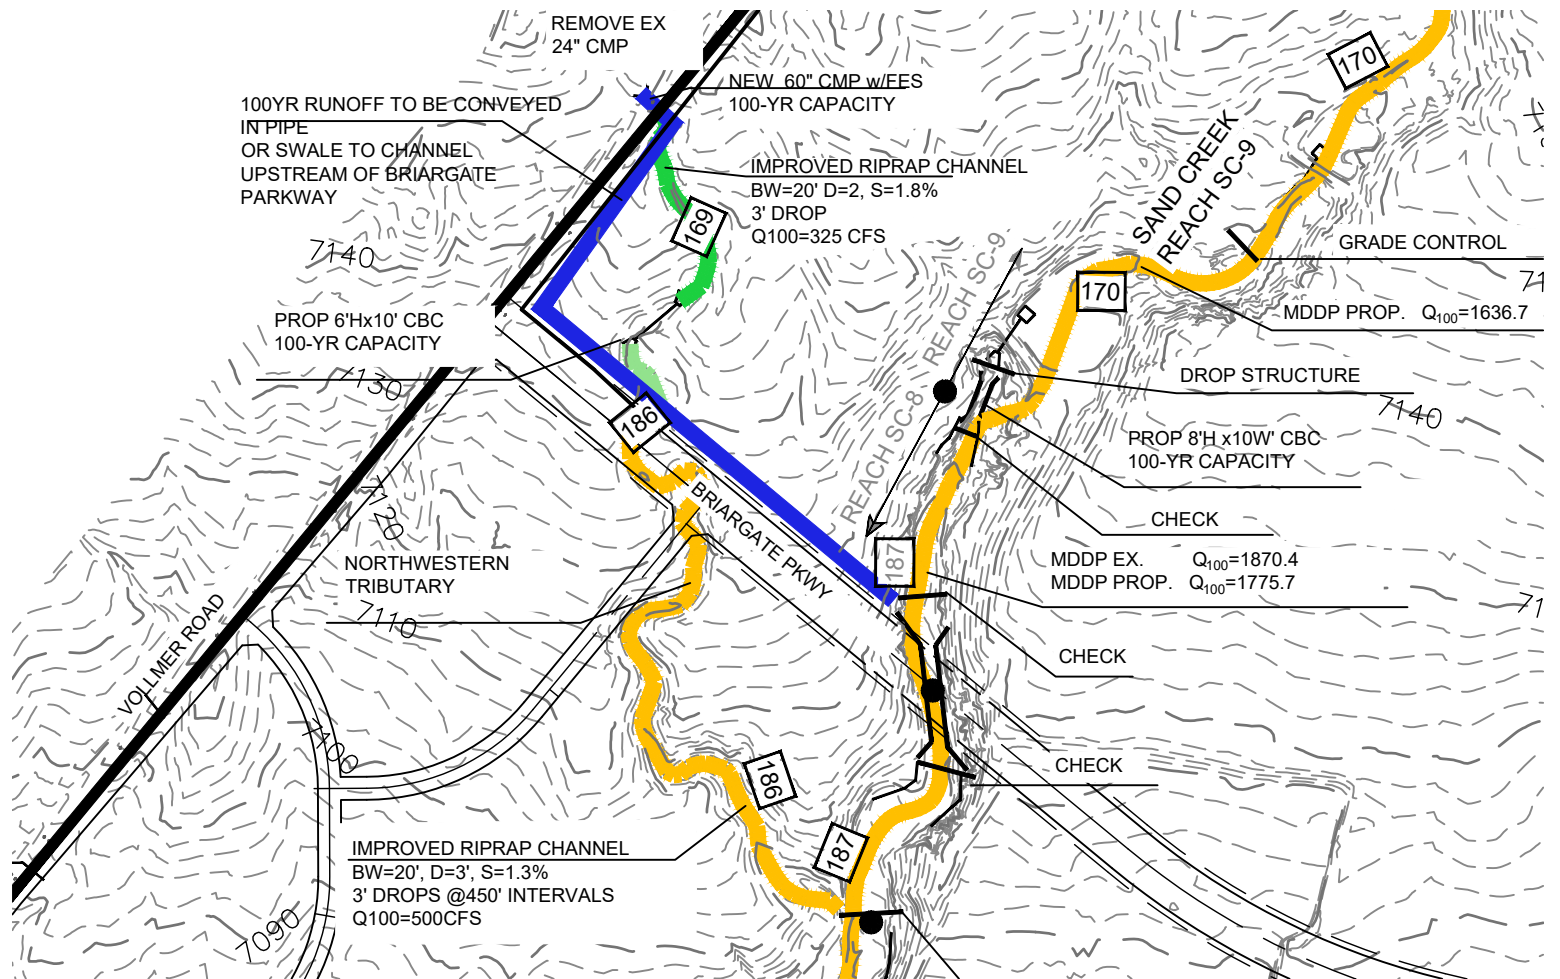 REMOVE EX
24" CMP
NEW 60" CMP w/FES
100-YR CAPACITY
100YR RUNOFF TO BE CONVEYED
IN PIPE
OR SWALE TO CHANNEL
UPSTREAM OF BRIARGATE
PARKWAY
IMPROVED RIPRAP CHANNEL
BW=20' D=2, S=1.8%
3' DROP
Q100=325 CFS
170
SAND CREEK
REACH SC-9
169
GRADE CONTROL
7140
170
MDDP PROP. Q100=1636.7
REACH SC-9
REACH SC-8
PROP 6'Hx10' CBC
100-YR CAPACITY
7130
DROP STRUCTURE
7140
186
PROP 8'H x10W' CBC
100-YR CAPACITY
7120
BRIARGATE PKWY
CHECK
187
MDDP EX. Q100=1870.4
MDDP PROP. Q100=1775.7
NORTHWESTERN
TRIBUTARY
7110
VOLLMER ROAD
CHECK
7100
186
CHECK
187
IMPROVED RIPRAP CHANNEL
BW=20', D=3', S=1.3%
3' DROPS @450' INTERVALS
Q100=500CFS
7090